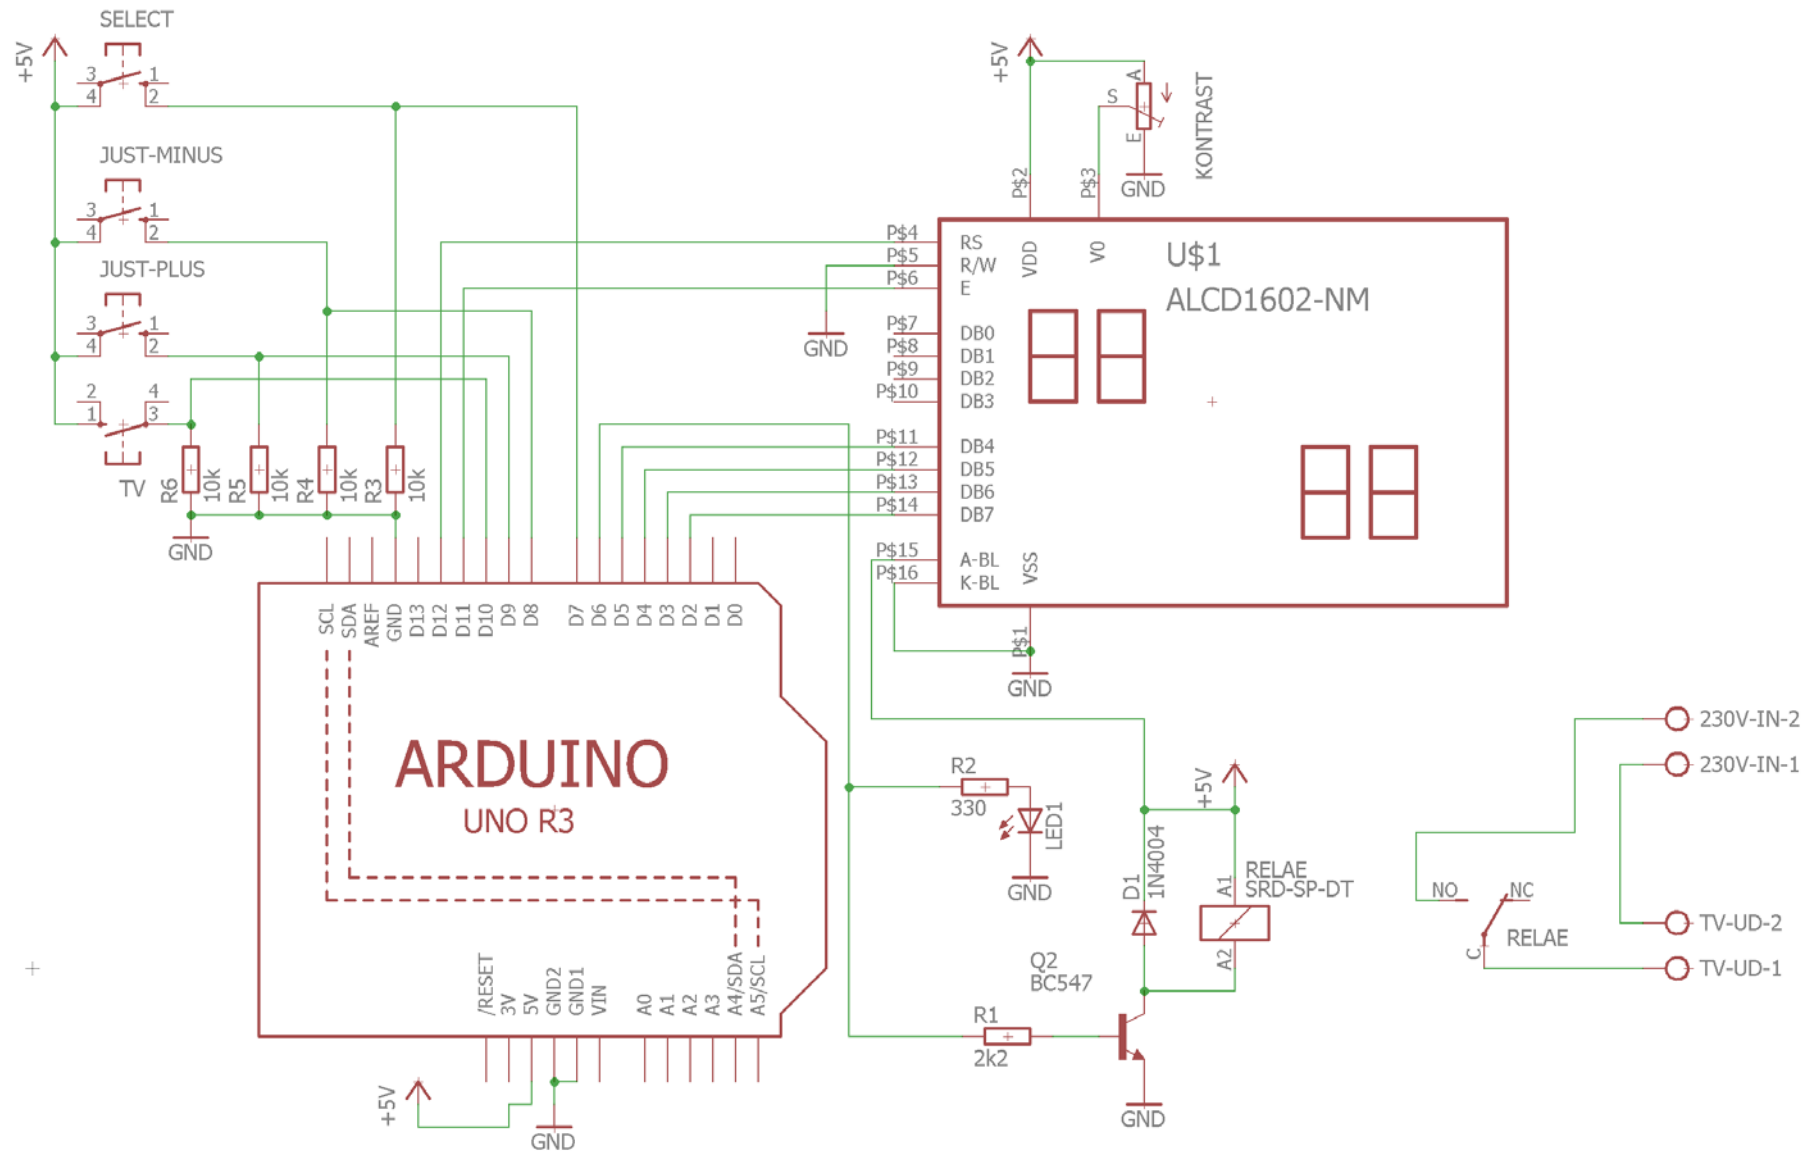 SELECT
+5V
3 1
4 2
JUST-MINUS
3 1
4 2
JUST-PLUS
3 1
4 2
2 4
1 3
TV
R6 10k R5 10k R4 10k R3 10k
GND
+5V
A
S
E
KONTRAST
GND
P$2 P$3
P$4 RS
P$5 R/W
P$6 E
VDD V0
U$1
ALCD1602-NM
GND
P$7 DB0
P$8 DB1
P$9 DB2
P$10 DB3
P$11 DB4
P$12 DB5
P$13 DB6
P$14 DB7
P$15 A-BL
P$16 K-BL
VSS
P$1
GND
SCL SDA AREF GND D13 D12 D11 D10 D9 D8 D7 D6 D5 D4 D3 D2 D1 D0
ARDUINO
UNO R3
/RESET 3V 5V GND2 GND1 VIN A0 A1 A2 A3 A4/SDA A5/SCL
+5V
GND
R2
330
LED1
GND
+5V
D1
1N4004
A1
RELAE
SRD-SP-DT
A2
Q2
BC547
R1
2k2
GND
230V-IN-2
230V-IN-1
NO NC
C
RELAE
TV-UD-2
TV-UD-1